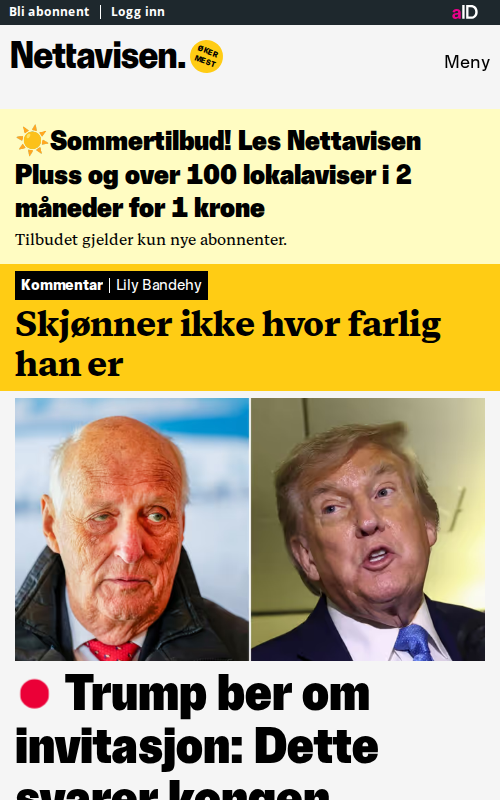 Bli abonnent | Logg inn
aID
Nettavisen.
ØKER
MEST
Meny
Sommertilbud! Les Nettavisen
Pluss og over 100 lokalaviser i 2
måneder for 1 krone
Tilbudet gjelder kun nye abonnenter.
Kommentar | Lily Bandehy
Skjønner ikke hvor farlig
han er
Trump ber om
invitasjon: Dette
svarer kongen